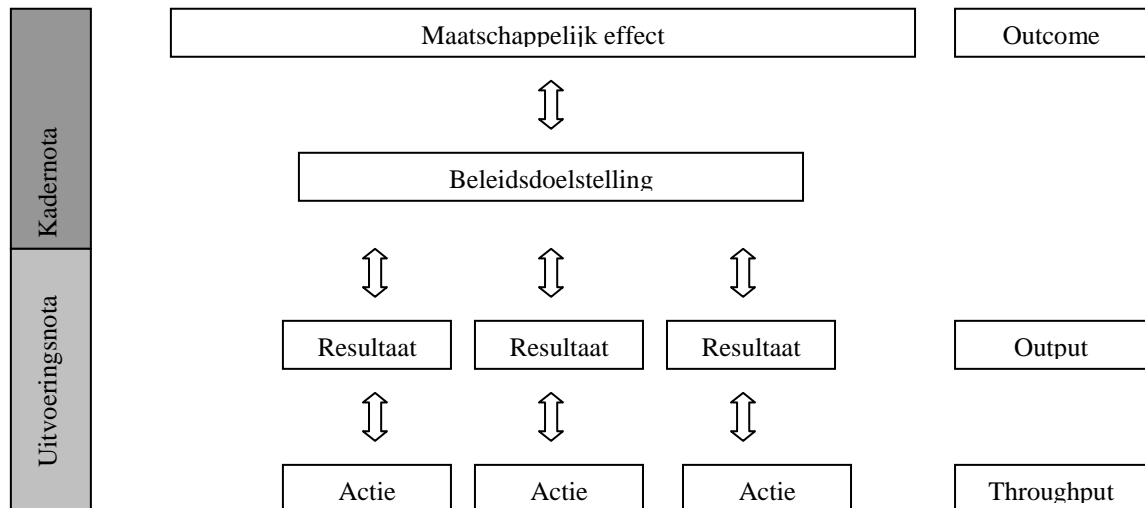 Maatschappelijk effect
Outcome
Kadernota
Beleidsdoelstelling
Uitvoeringsnota
Resultaat
Resultaat
Resultaat
Output
Actie
Actie
Actie
Throughput